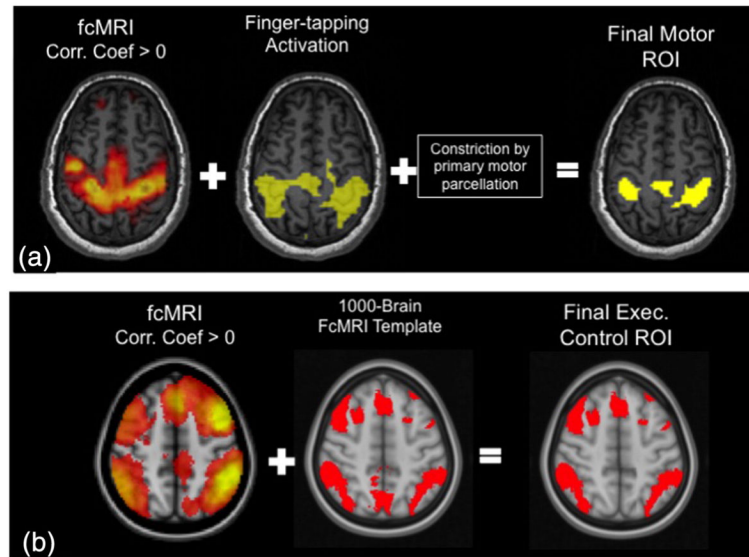 fcMRI
Corr. Coef > 0
Finger-tapping
Activation
Final Motor
ROI
+
+
Constriction by
primary motor
parcellation
=
(a)
fcMRI
Corr. Coef > 0
1000-Brain
FcMRI Template
Final Exec.
Control ROI
+
=
(b)